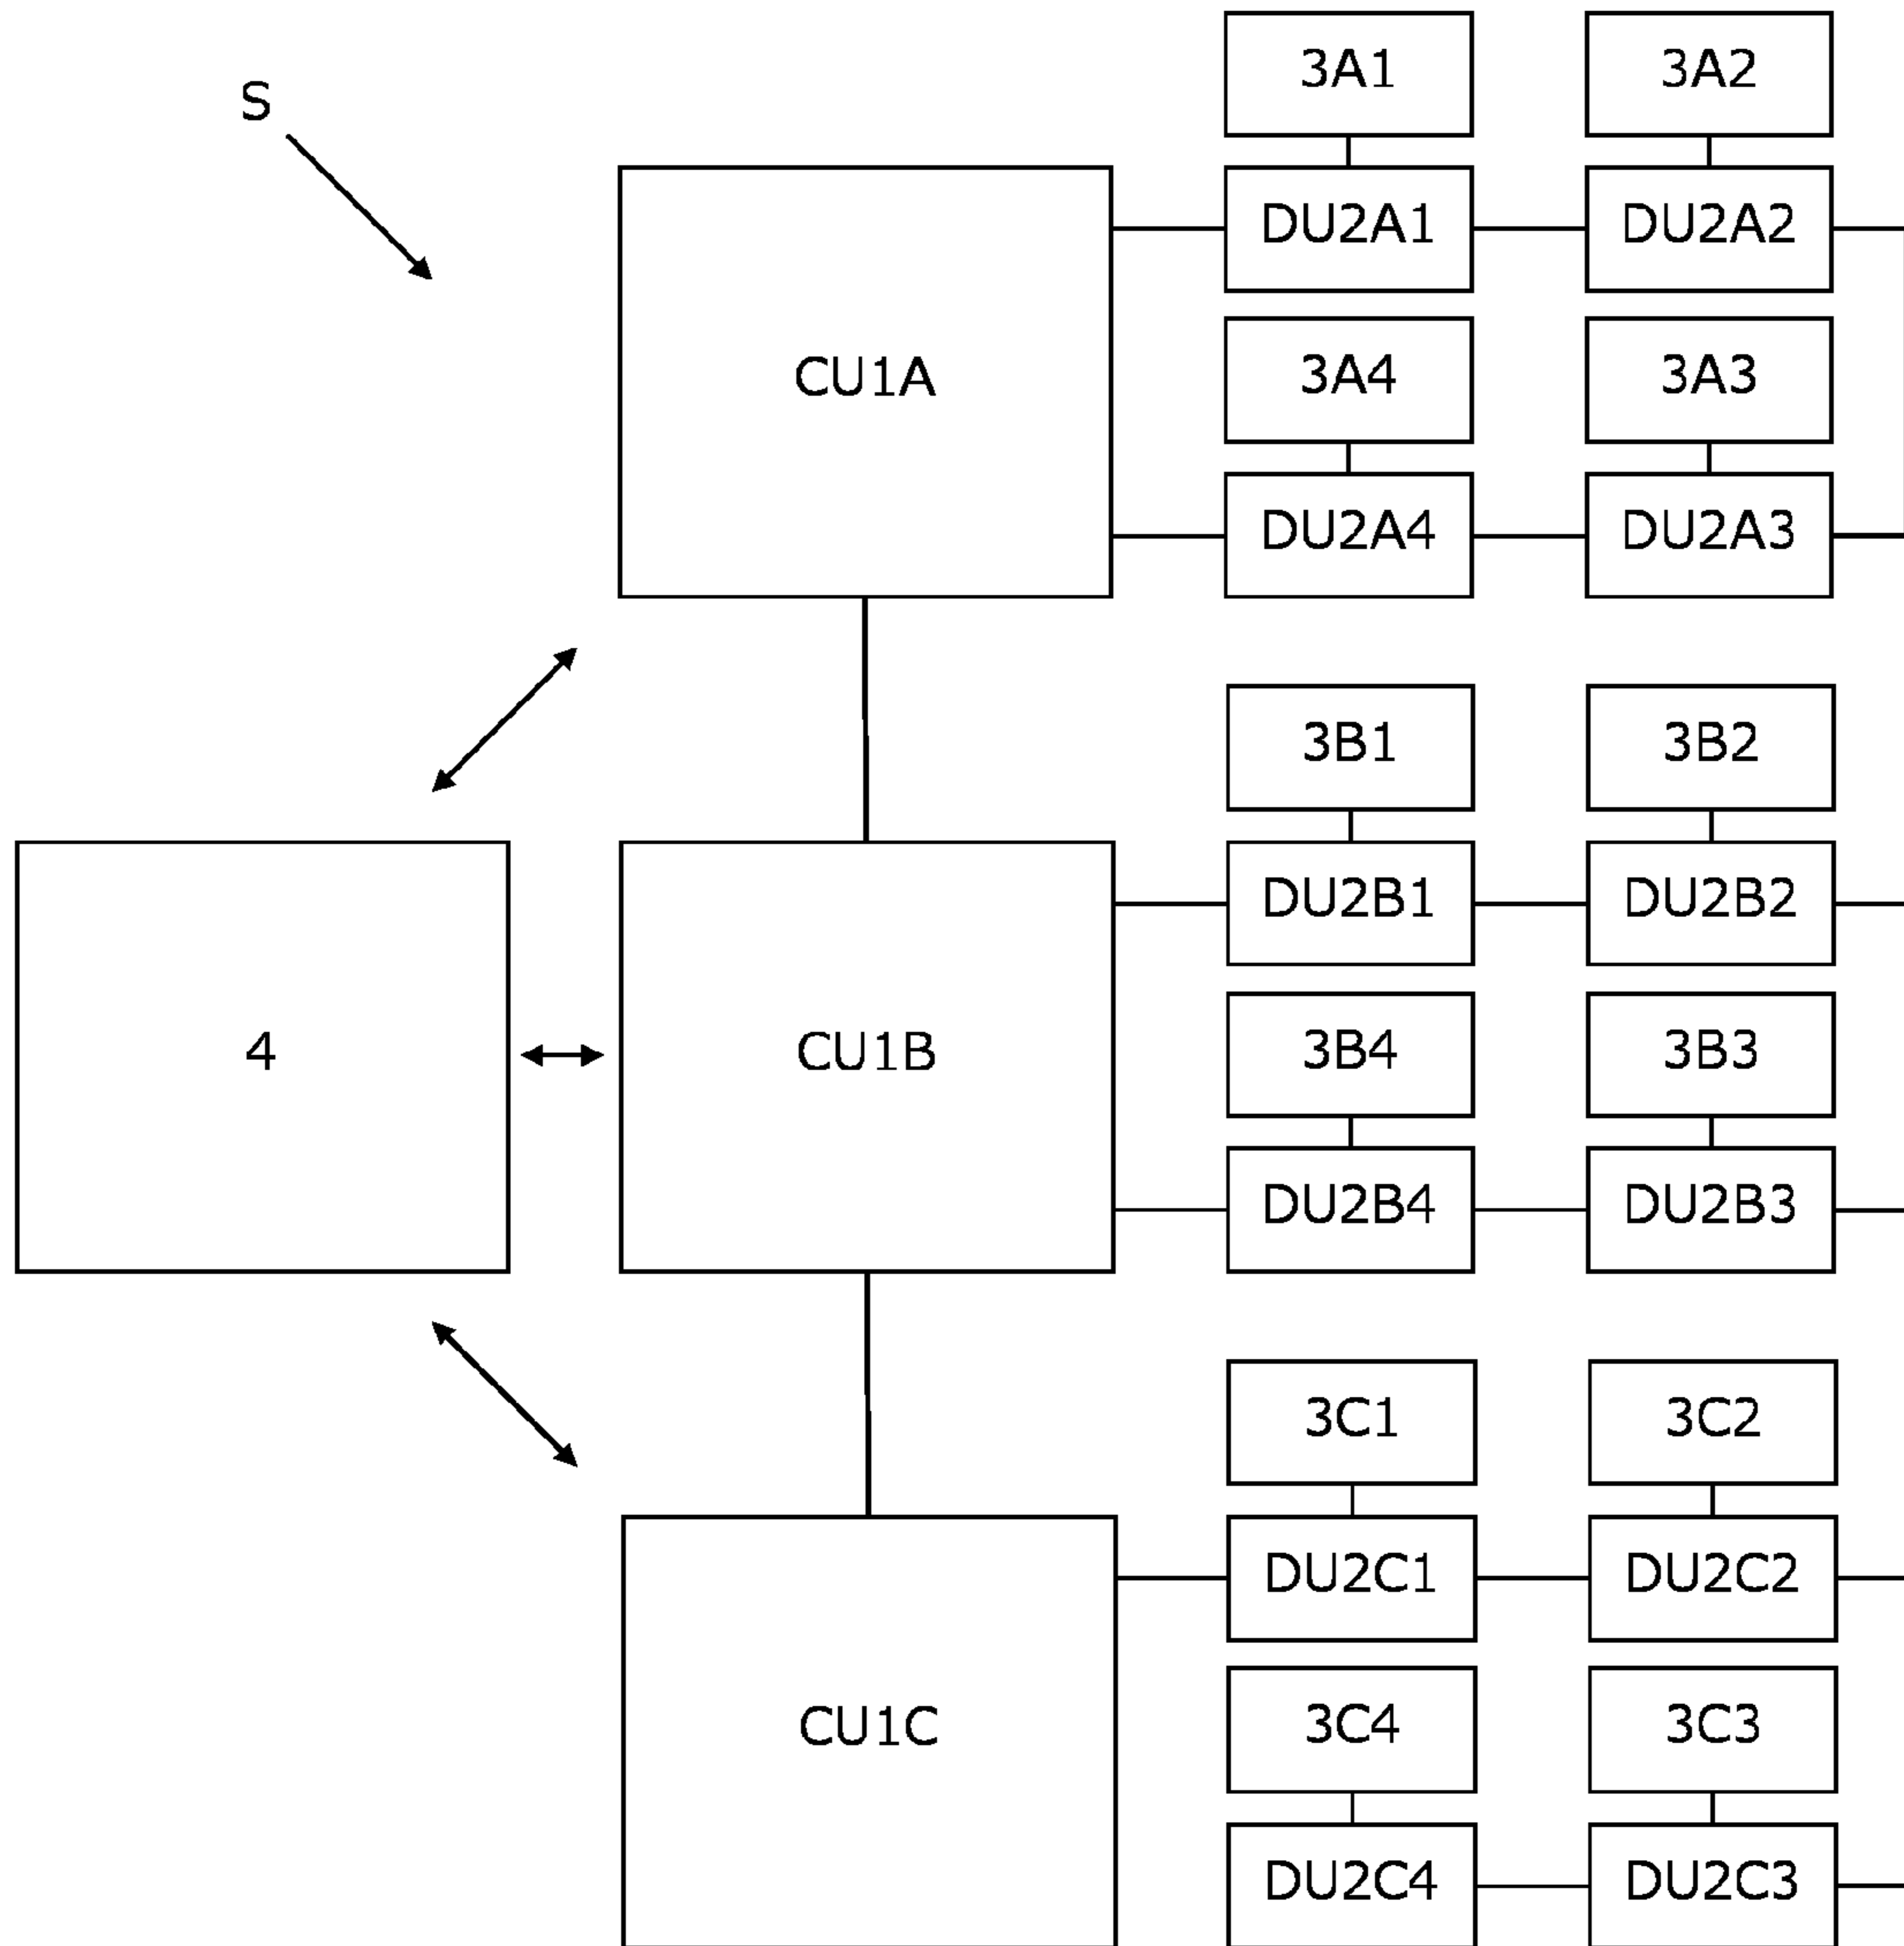 S
3A1
3A2
CU1A
DU2A1
DU2A2
3A4
3A3
DU2A4
DU2A3
4
CU1B
3B1
3B2
DU2B1
DU2B2
3B4
3B3
DU2B4
DU2B3
CU1C
3C1
3C2
DU2C1
DU2C2
3C4
3C3
DU2C4
DU2C3